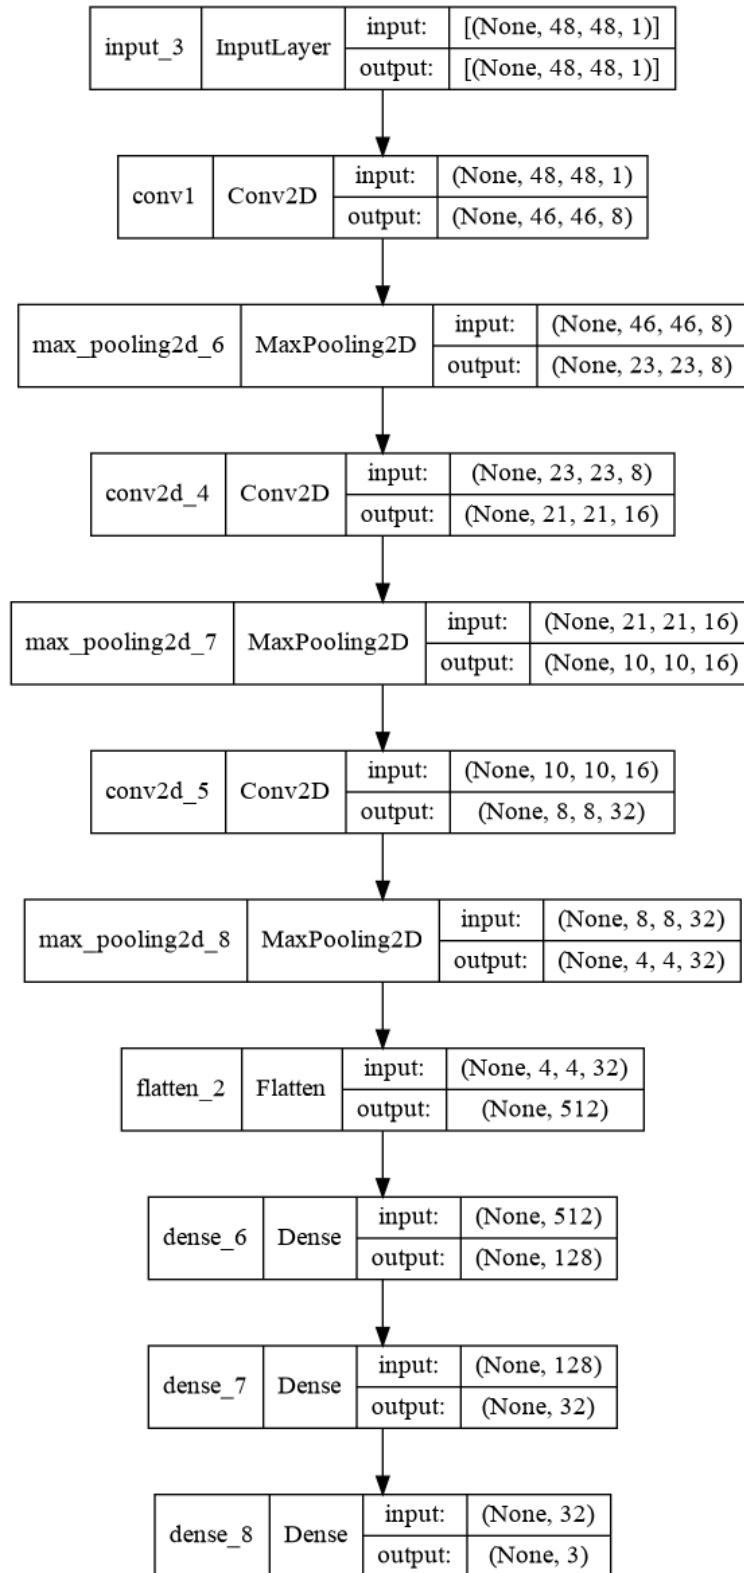 input_3 InputLayer input: [(None, 48, 48, 1)]
output: [(None, 48, 48, 1)]
conv1 Conv2D input: (None, 48, 48, 1)
output: (None, 46, 46, 8)
max_pooling2d_6 MaxPooling2D input: (None, 46, 46, 8)
output: (None, 23, 23, 8)
conv2d_4 Conv2D input: (None, 23, 23, 8)
output: (None, 21, 21, 16)
max_pooling2d_7 MaxPooling2D input: (None, 21, 21, 16)
output: (None, 10, 10, 16)
conv2d_5 Conv2D input: (None, 10, 10, 16)
output: (None, 8, 8, 32)
max_pooling2d_8 MaxPooling2D input: (None, 8, 8, 32)
output: (None, 4, 4, 32)
flatten_2 Flatten input: (None, 4, 4, 32)
output: (None, 512)
dense_6 Dense input: (None, 512)
output: (None, 128)
dense_7 Dense input: (None, 128)
output: (None, 32)
dense_8 Dense input: (None, 32)
output: (None, 3)